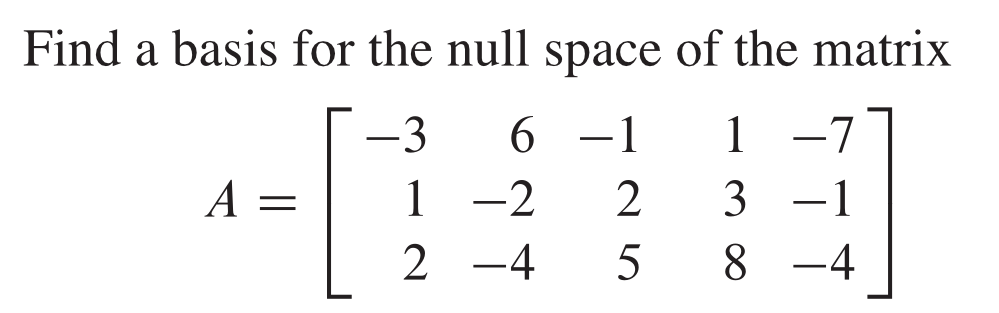 Find a basis for the null space of the matrix
−3 6 −1 1 −7
A = 1 −2 2 3 −1
2 −4 5 8 −4